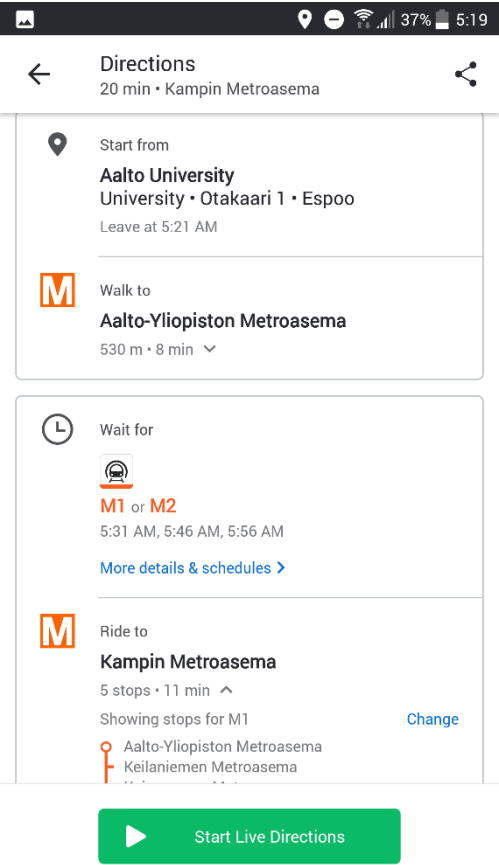 37% 5:19
Directions
20 min • Kampin Metroasema
Start from
Aalto University
University • Otakaari 1 • Espoo
Leave at 5:21 AM
M
Walk to
Aalto-Yliopiston Metroasema
530 m • 8 min
Wait for
M1 or M2
5:31 AM, 5:46 AM, 5:56 AM
More details & schedules
M
Ride to
Kampin Metroasema
5 stops • 11 min
Showing stops for M1
Change
Aalto-Yliopiston Metroasema
Keilaniemen Metroasema
Start Live Directions